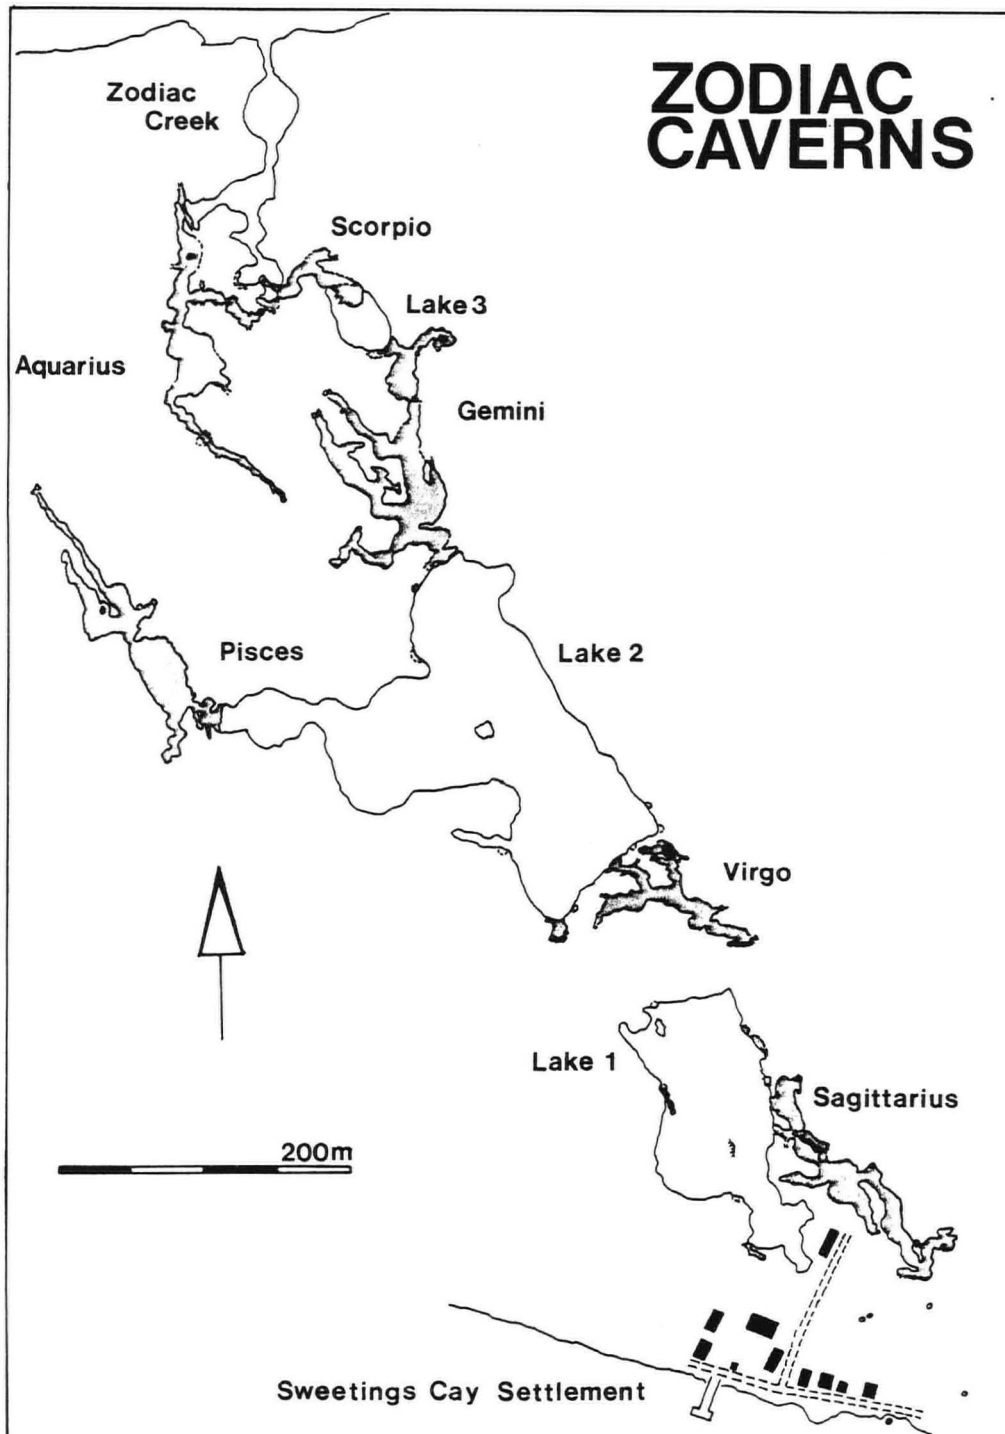 ZODIAC
CAVERNS
Zodiac
Creek
Scorpio
Lake 3
Aquarius
Gemini
Pisces
Lake 2
Virgo
Lake 1
Sagittarius
200m
Sweetings Cay Settlement